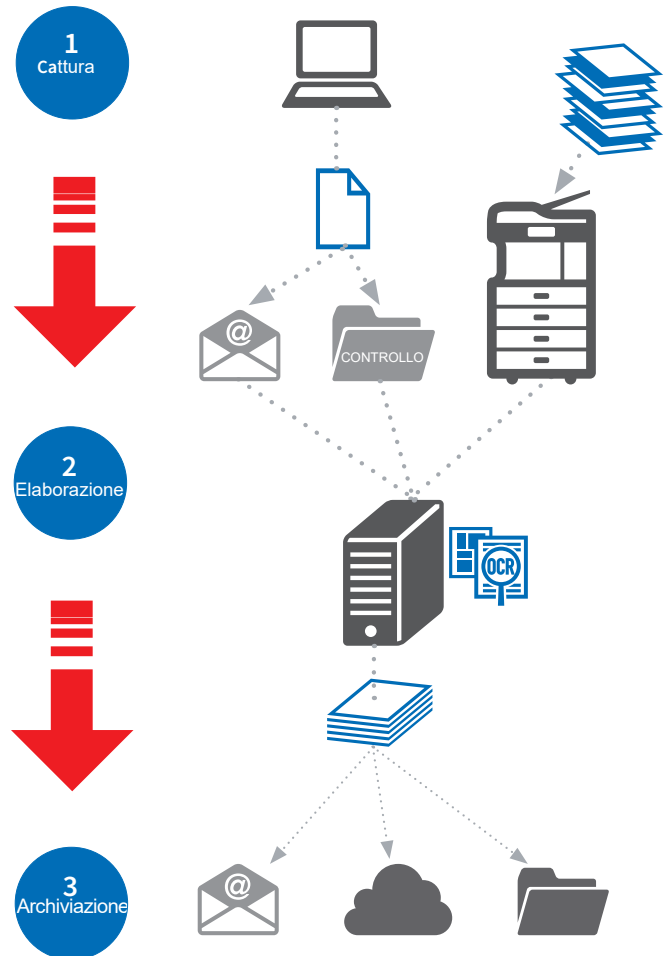 1
Cattura
@
CONTROLLO
2
Elaborazione
OCR
3
Archiviazione
@